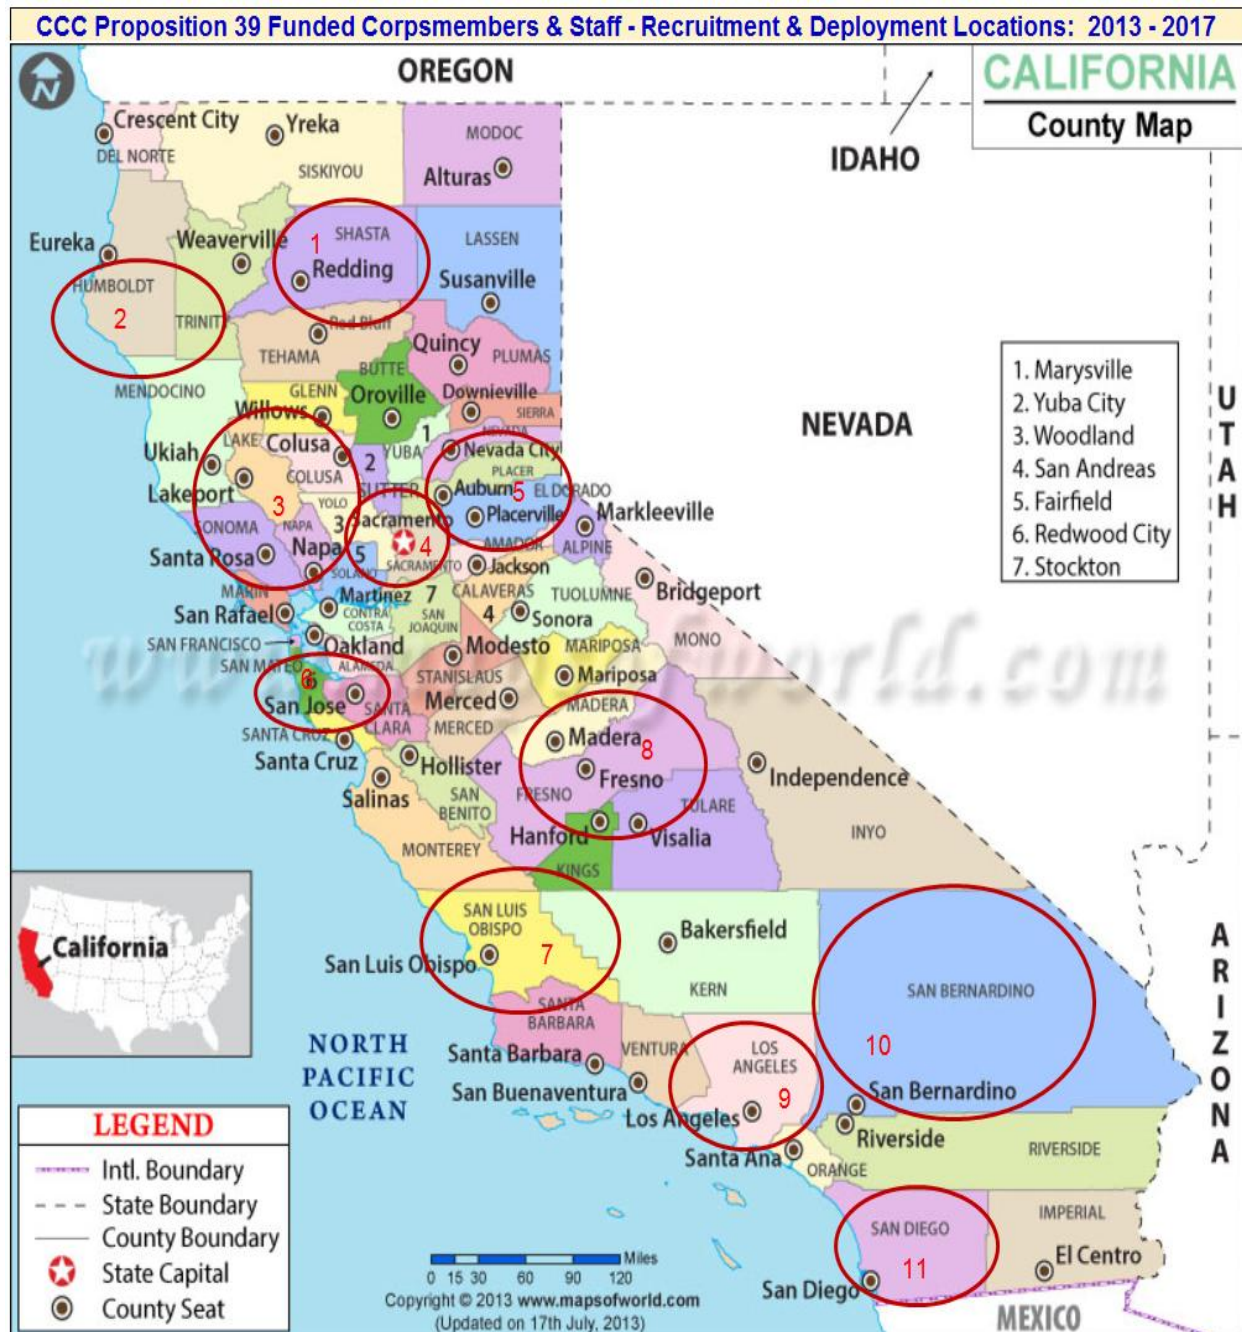 CCC Proposition 39 Funded Corpsmembers & Staff - Recruitment & Deployment Locations: 2013 - 2017
N
OREGON
IDAHO
CALIFORNIA
County Map
Crescent City
DEL NORTE
Yreka
SISKIYOU
MODOC
Alturas
Eureka
HUMBOLDT
2
Weaverville
TRINIT
1
SHASTA
Redding
LASSEN
Susanville
Red Bluff
TEHAMA
BUTTE
Quincy
PLUMAS
MENDOCINO
GLENN
Willows
Oroville
Downieville
SIERRA
NEVADA
UTAH
1. Marysville
2. Yuba City
3. Woodland
4. San Andreas
5. Fairfield
6. Redwood City
7. Stockton
Ukiah
LAKE
Lakeport
Colusa
COLUSA
2
1
YUBA
SUTTER
NEVADA
Nevada City
PLACER
Auburn
5
EL DORADO
Placerville
Markleeville
ALPINE
AMADOR
Jackson
3
SONOMA
NAPA
YOLO
3
Sacramento
4
SACRAMENTO
Santa Rosa
Napa
5
SOLANO
MARIN
San Rafael
Martinez
CONTRA
COSTA
7
SAN
JOAQUIN
CALAVERAS
4
TUOLUMNE
Sonora
Bridgeport
MONO
SAN FRANCISCO
Oakland
ALAMEDA
SAN MATEO
6
6
San Jose
SANTA
CLARA
Modesto
STANISLAUS
MARIPOSA
Mariposa
Merced
MERCED
MADERA
Madera
8
Fresno
FRESNO
SANTA CRUZ
Santa Cruz
Hollister
SAN
BENITO
Salinas
MONTEREY
Independence
INYO
TULARE
Hanford
Visalia
KINGS
SAN LUIS
OBISPO
San Luis Obispo
7
Bakersfield
KERN
SAN BERNARDINO
10
San Bernardino
ARIZONA
California
NORTH
PACIFIC
OCEAN
SANTA
BARBARA
Santa Barbara
VENTURA
San Buenaventura
LOS
ANGELES
9
Los Angeles
Santa Ana
ORANGE
Riverside
RIVERSIDE
SAN DIEGO
11
San Diego
IMPERIAL
El Centro
MEXICO
LEGEND
Intl. Boundary
State Boundary
County Boundary
State Capital
County Seat
Miles
0 15 30 60 90 120
Copyright © 2013 www.mapsofworld.com
(Updated on 17th July, 2013)